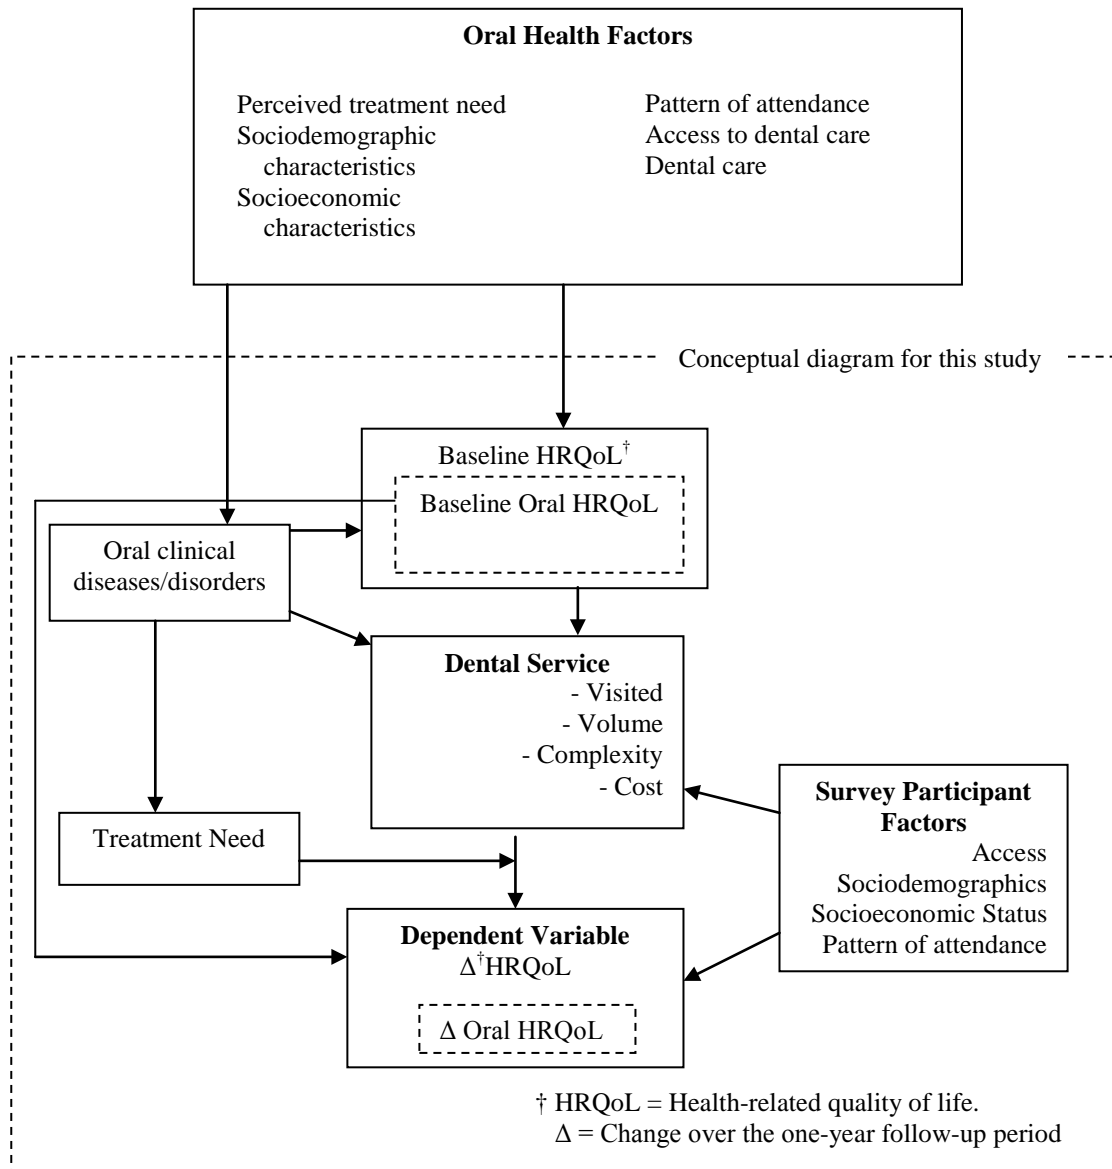 Oral Health Factors
Perceived treatment need
Sociodemographic
characteristics
Socioeconomic
characteristics
Pattern of attendance
Access to dental care
Dental care
Conceptual diagram for this study
Baseline HRQoL†
Baseline Oral HRQoL
Oral clinical
diseases/disorders
Dental Service
- Visited
- Volume
- Complexity
- Cost
Survey Participant
Factors
Access
Sociodemographics
Socioeconomic Status
Pattern of attendance
Treatment Need
Dependent Variable
Δ†HRQoL
Δ Oral HRQoL
† HRQoL = Health-related quality of life.
Δ = Change over the one-year follow-up period